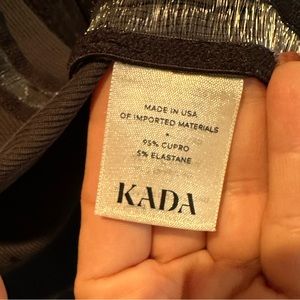 MADE IN USA
OF IMPORTED MATERIALS
•
95% CUPRO
5% ELASTANE
KADA